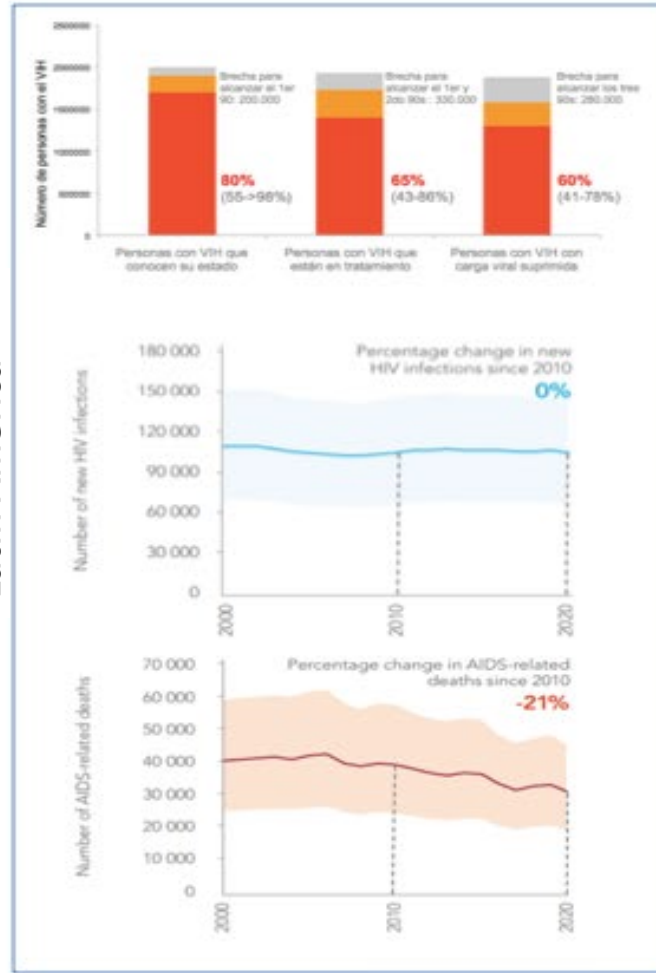 2500000
2000000
1500000
1000000
500000
0
Número de personas con el VIH
Brecha para
alcanzar el 1er
90: 200.000
80%
(55->98%)
Brecha para
alcanzar el 1er y
2do 90s : 330.000
65%
(43-86%)
Brecha para
alcanzar los tres
90s: 280.000
60%
(41-78%)
Personas con VIH que
conocen su estado
Personas con VIH que
están en tratamiento
Personas con VIH con
carga viral suprimida
Percentage change in new
HIV infections since 2010
0%
Number of new HIV infections
180 000
150 000
120 000
90 000
60 000
30 000
0
2000
2010
2020
Percentage change in AIDS-related
deaths since 2010
-21%
Number of AIDS-related deaths
70 000
60 000
50 000
40 000
30 000
20 000
10 000
0
2000
2010
2020